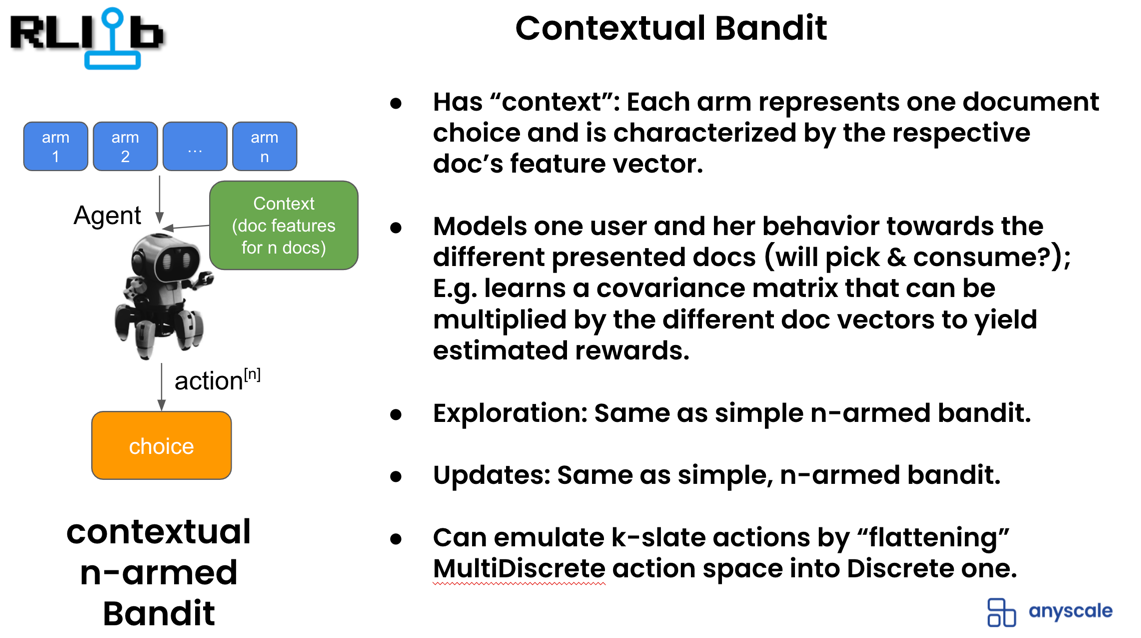 RLlib
Contextual Bandit
arm
1
arm
2
...
arm
n
Context
(doc features
for n docs)
Agent
action[n]
choice
contextual
n-armed
Bandit
● Has “context”: Each arm represents one document
choice and is characterized by the respective
doc’s feature vector.
● Models one user and her behavior towards the
different presented docs (will pick & consume?);
E.g. learns a covariance matrix that can be
multiplied by the different doc vectors to yield
estimated rewards.
● Exploration: Same as simple n-armed bandit.
● Updates: Same as simple, n-armed bandit.
● Can emulate k-slate actions by “flattening”
MultiDiscrete action space into Discrete one.
anyscale